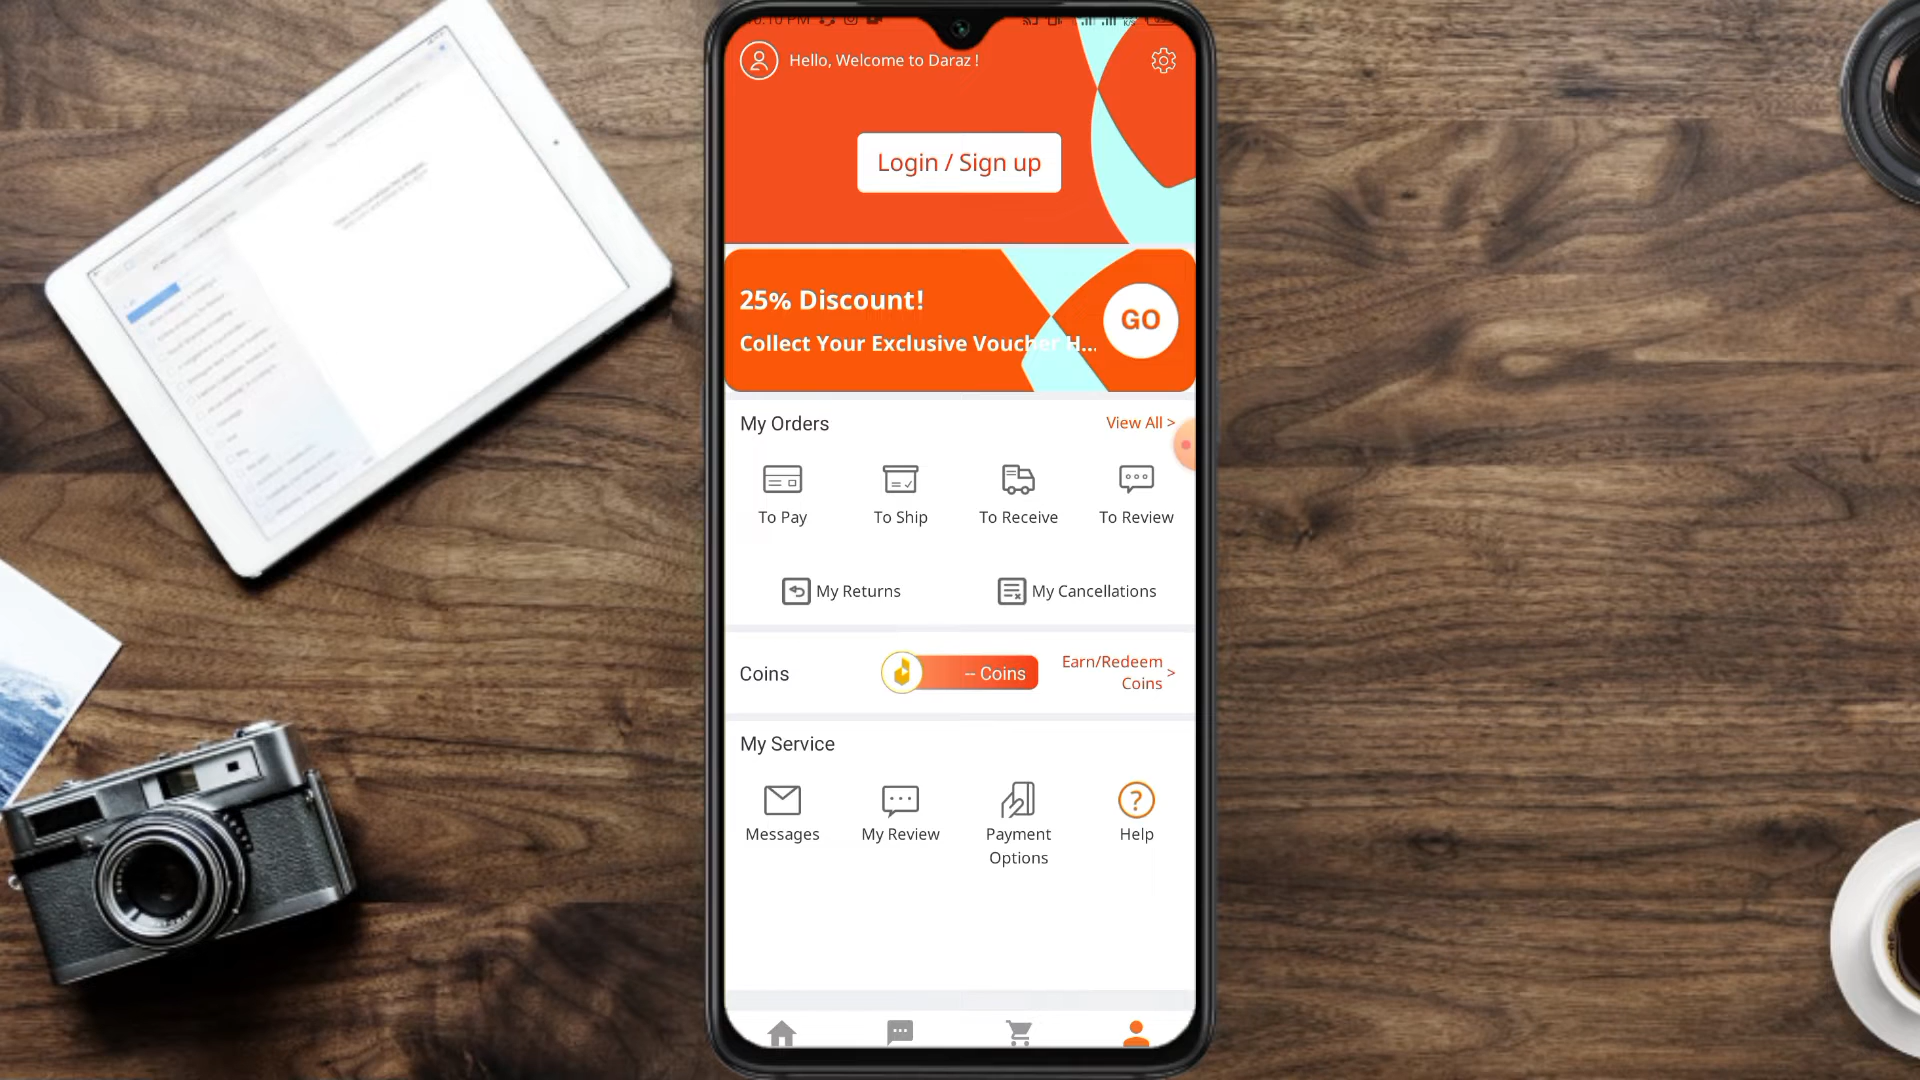 Hello, Welcome to Daraz !
Login / Sign up
25% Discount!
Collect Your Exclusive Voucher H...
GO
My Orders
View All >
To Pay
To Ship
To Receive
To Review
My Returns
My Cancellations
Coins
-- Coins
Earn/Redeem
Coins >
My Service
Messages
My Review
Payment
Options
?
Help